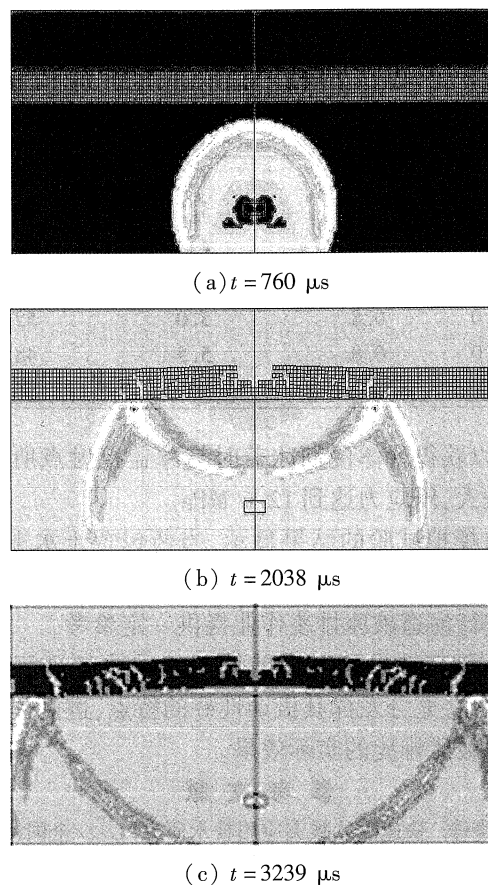 (a) t = 760 μs
(b) t = 2038 μs
(c) t = 3239 μs